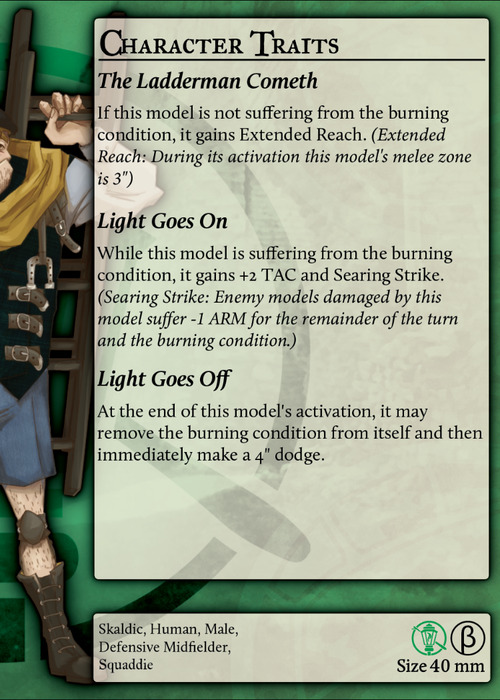 Character Traits
The Ladderman Cometh
If this model is not suffering from the burning
condition, it gains Extended Reach. (Extended
Reach: During its activation this model's melee zone
is 3")
Light Goes On
While this model is suffering from the burning
condition, it gains +2 TAC and Searing Strike.
(Searing Strike: Enemy models damaged by this
model suffer -1 ARM for the remainder of the turn
and the burning condition.)
Light Goes Off
At the end of this model's activation, it may
remove the burning condition from itself and then
immediately make a 4" dodge.
Skaldic, Human, Male,
Defensive Midfielder,
Squaddie
β
Size 40 mm